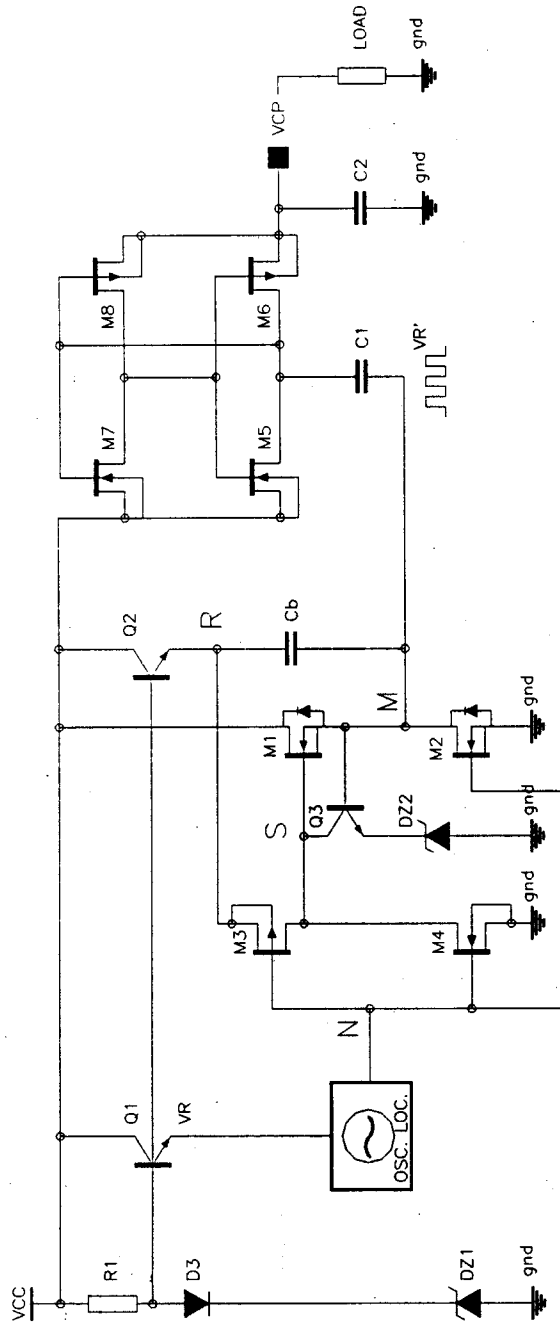 VCC
R1
D3
DZ1
gnd
Q1
VR
OSC. LOC.
N
M3
M4
gnd
S
Q3
DZ2
gnd
M1
M
M2
gnd
Q2
R
Cb
M7
M5
M8
M6
C1
VR'
VCP
C2
gnd
LOAD
gnd